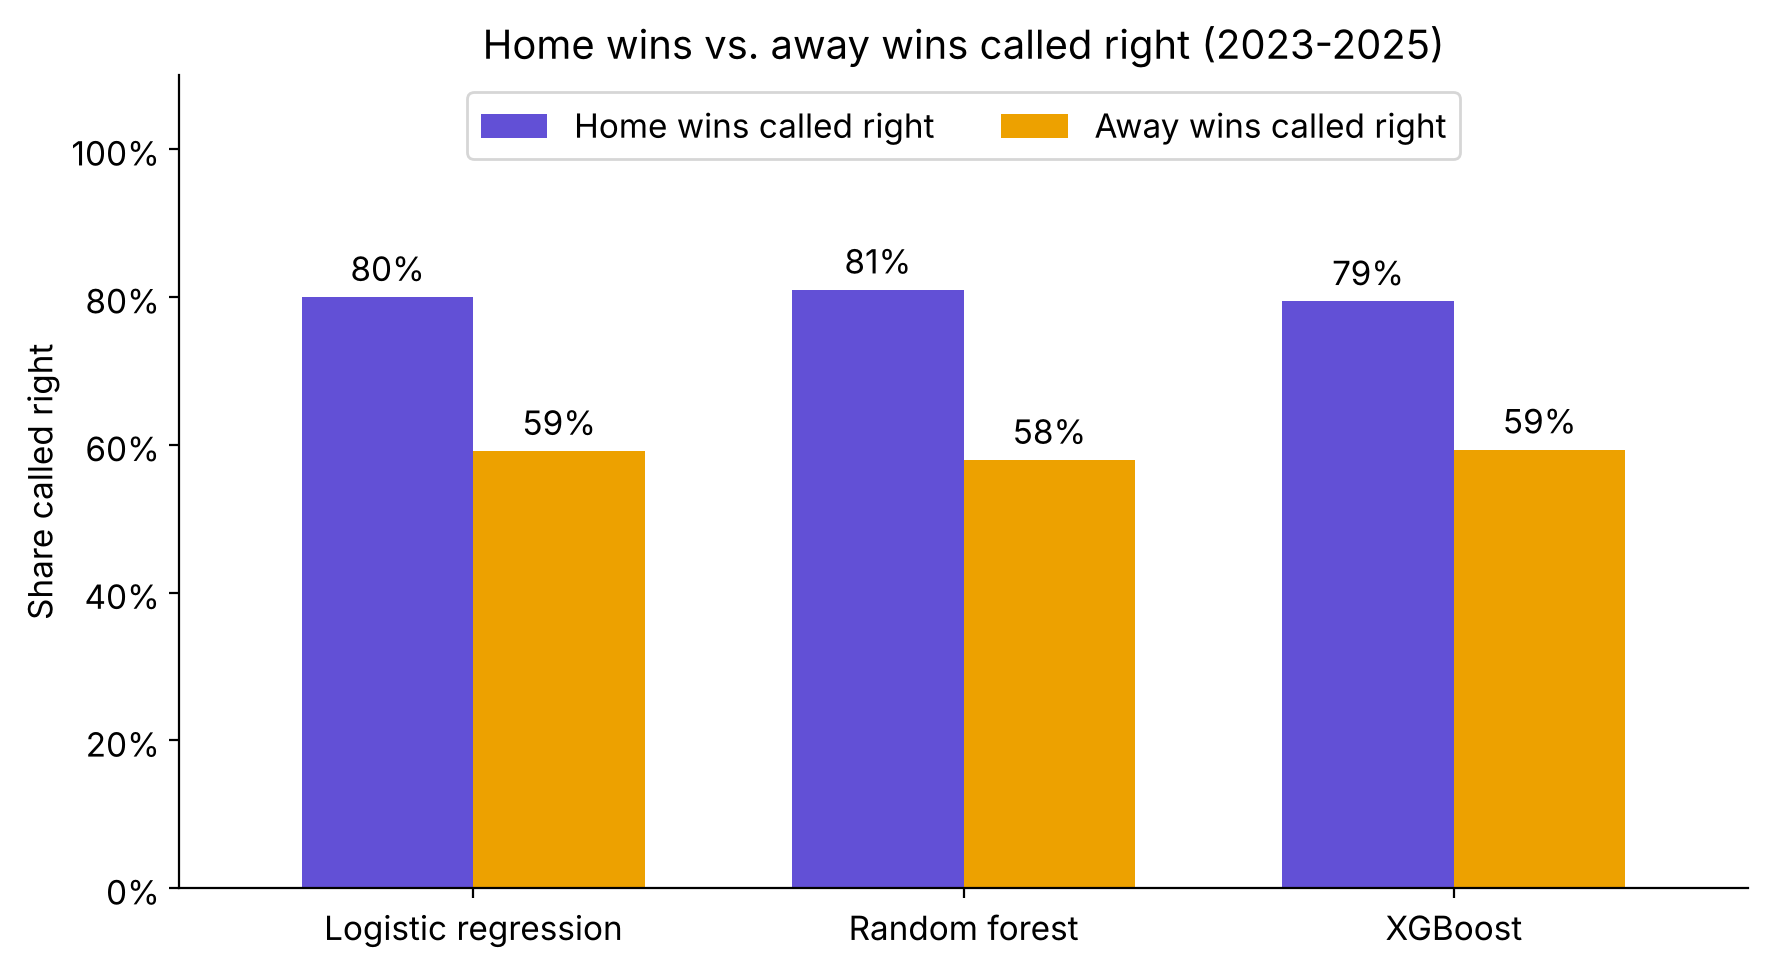 Home wins vs. away wins called right (2023-2025)
Home wins called right
Away wins called right
Share called right
100%
80%
60%
40%
20%
0%
80%
59%
81%
58%
79%
59%
Logistic regression
Random forest
XGBoost